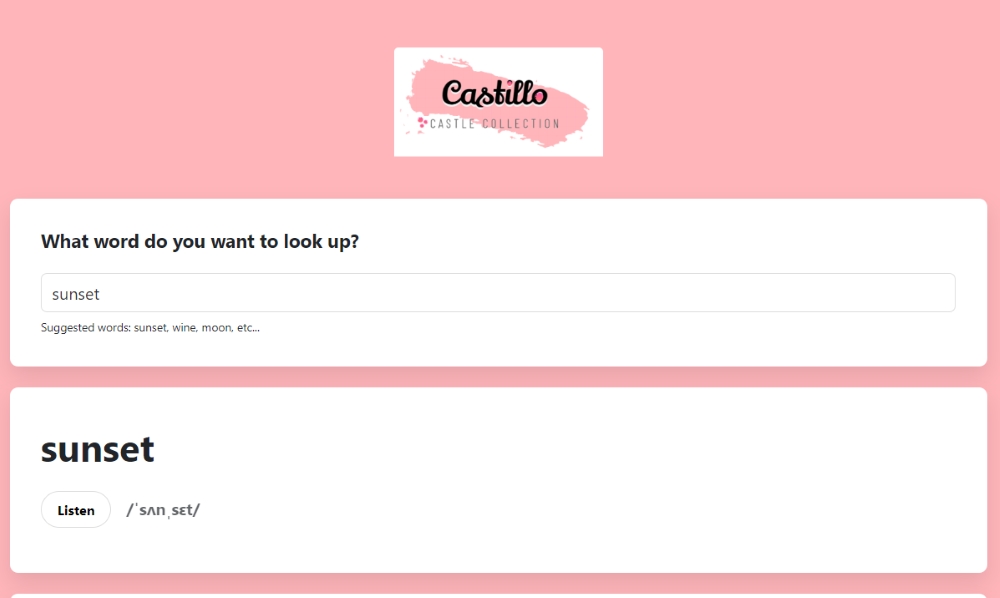 Castillo
CASTLE COLLECTION
What word do you want to look up?
sunset
Suggested words: sunset, wine, moon, etc...
sunset
Listen /ˈsʌnˌsɛt/